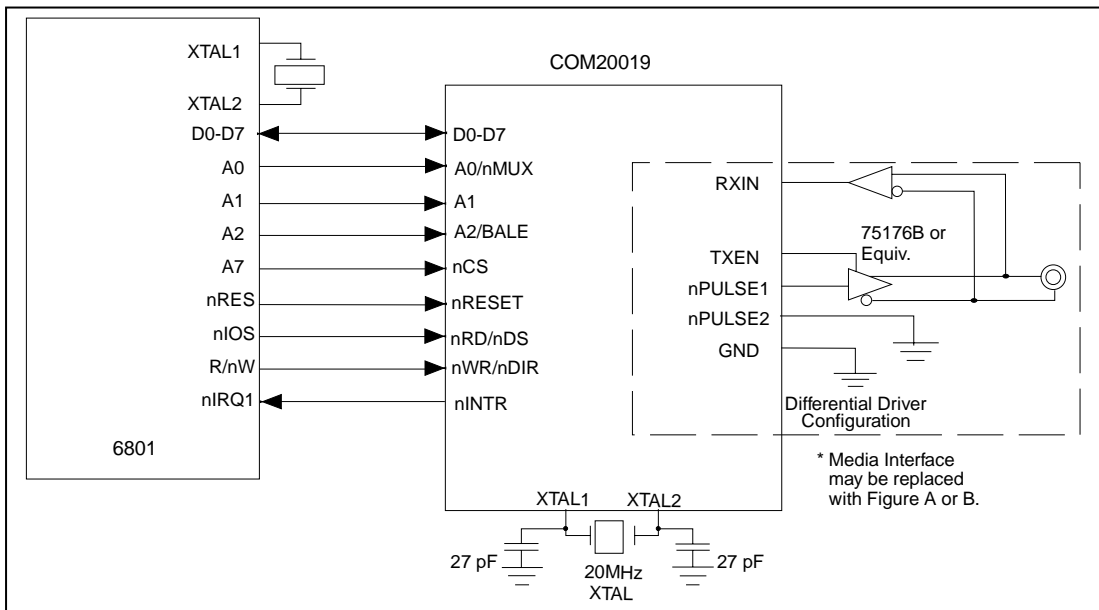 COM20019
XTAL1
XTAL2
D0-D7
A0
A1
A2
A7
nRES
nIOS
R/nW
nIRQ1
6801
D0-D7
A0/nMUX
A1
A2/BALE
nCS
nRESET
nRD/nDS
nWR/nDIR
nINTR
RXIN
TXEN
nPULSE1
nPULSE2
GND
75176B or
Equiv.
Differential Driver
Configuration
* Media Interface
may be replaced
with Figure A or B.
XTAL1
XTAL2
27 pF
20MHz
XTAL
27 pF